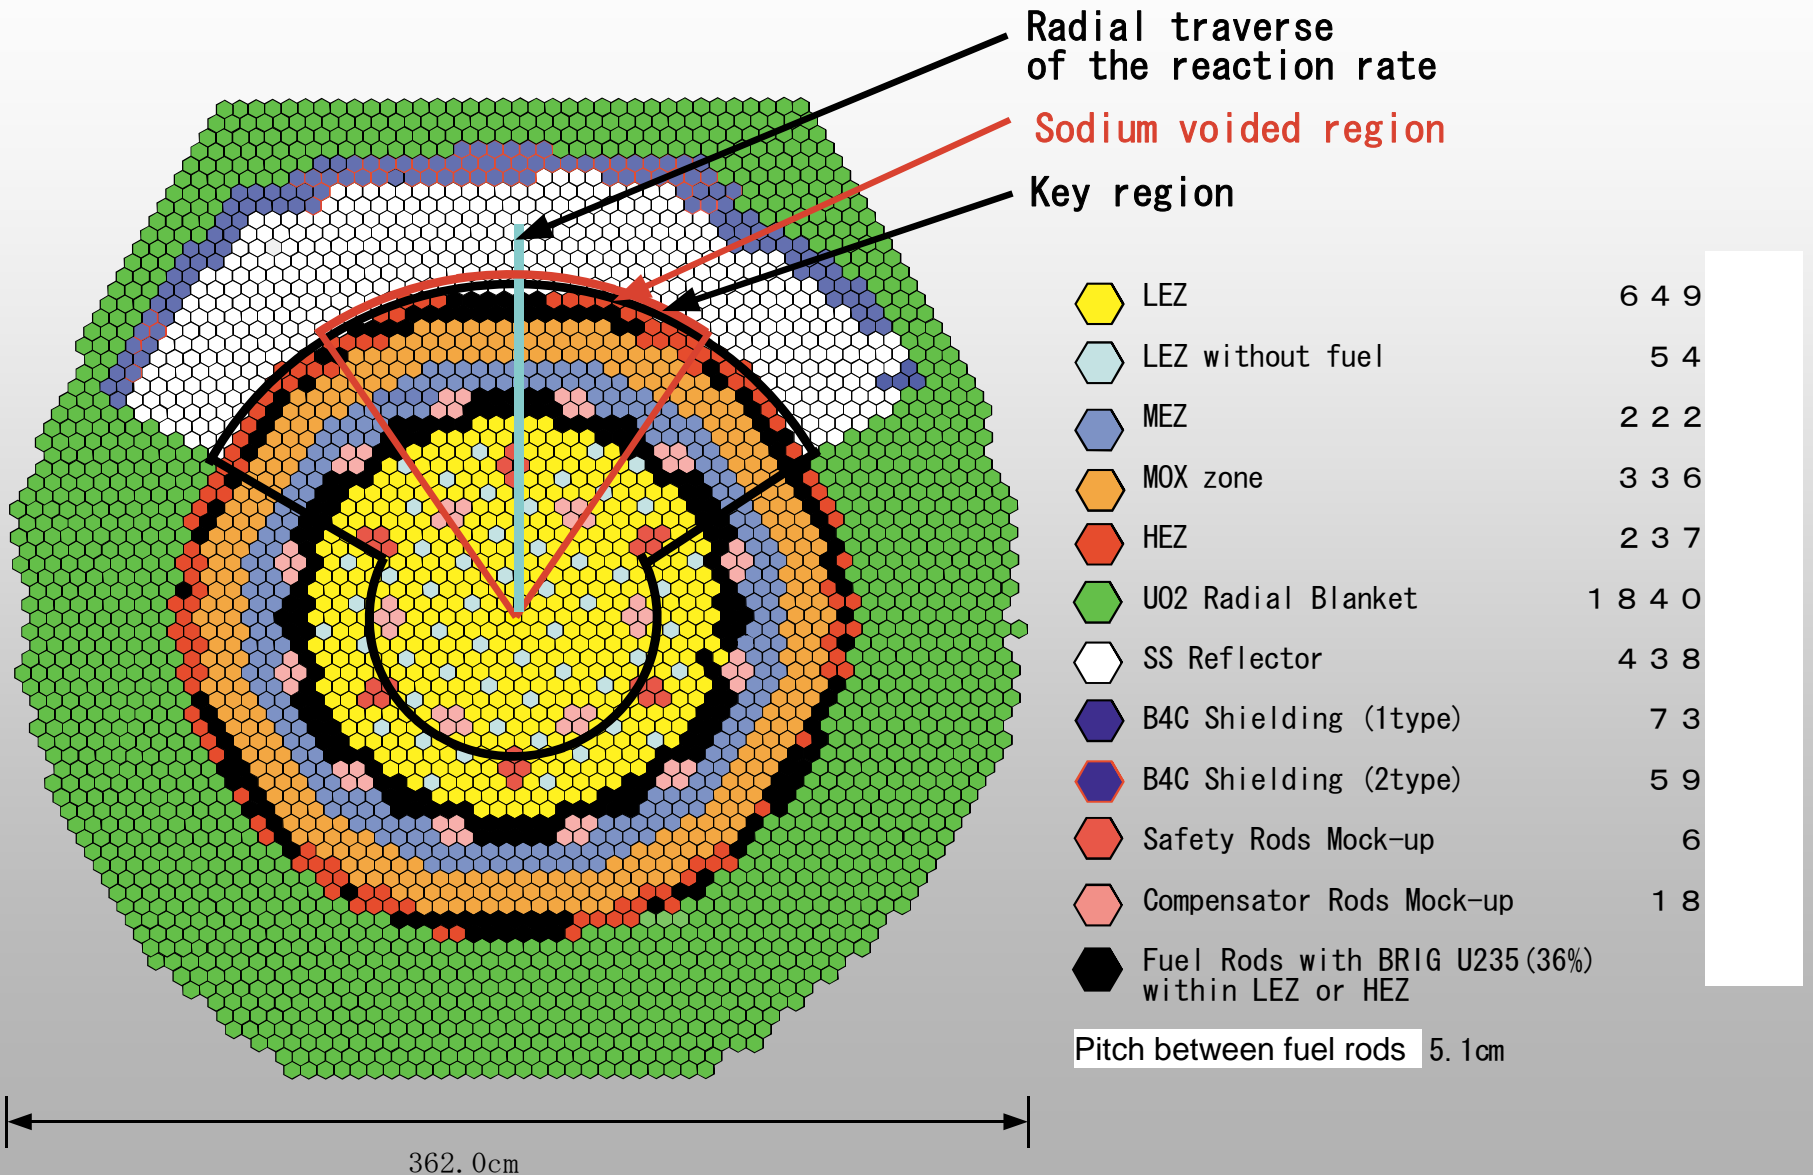 Radial traverse
of the reaction rate
Sodium voided region
Key region
LEZ 649
LEZ without fuel 54
MEZ 222
MOX zone 336
HEZ 237
UO2 Radial Blanket 1840
SS Reflector 438
B4C Shielding (1type) 73
B4C Shielding (2type) 59
Safety Rods Mock-up 6
Compensator Rods Mock-up 18
Fuel Rods with BRIG U235(36%)
within LEZ or HEZ
Pitch between fuel rods 5.1cm
362.0cm